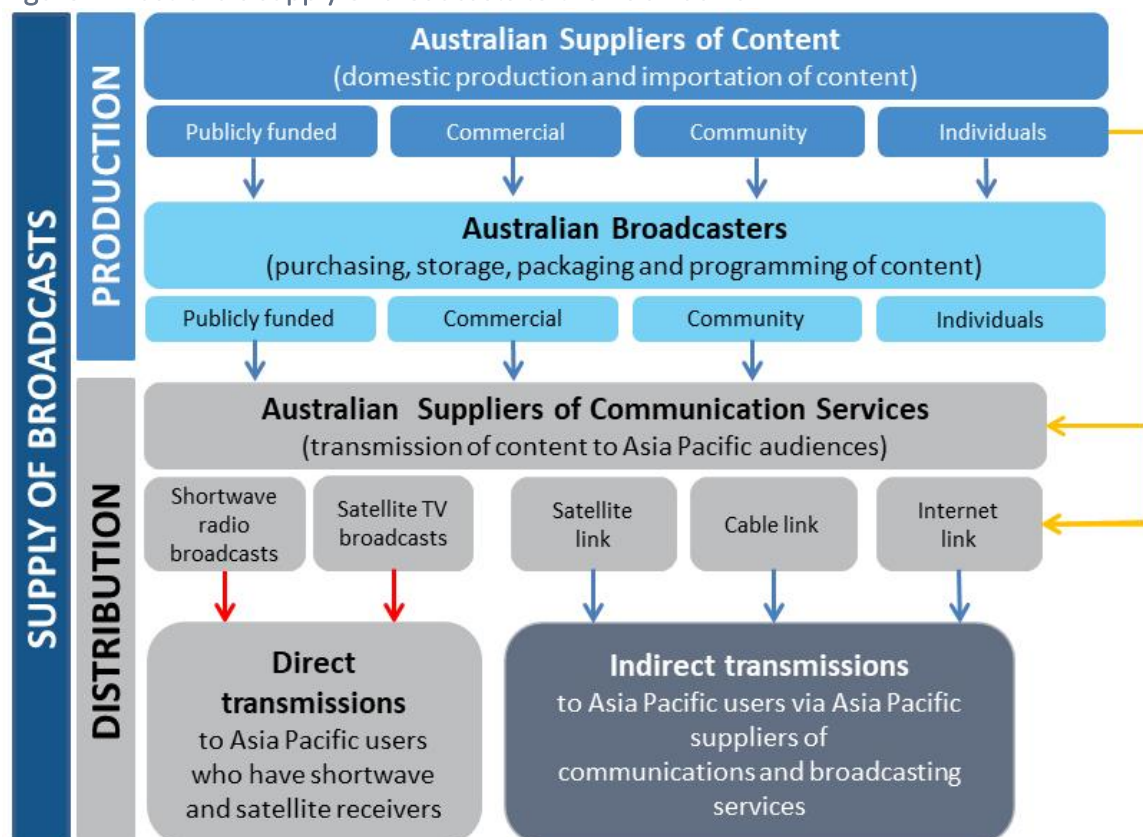 SUPPLY OF BROADCASTS
PRODUCTION
Australian Suppliers of Content
(domestic production and importation of content)
Publicly funded
Commercial
Community
Individuals
Australian Broadcasters
(purchasing, storage, packaging and programming of content)
Publicly funded
Commercial
Community
Individuals
DISTRIBUTION
Australian Suppliers of Communication Services
(transmission of content to Asia Pacific audiences)
Shortwave
radio
broadcasts
Satellite TV
broadcasts
Satellite
link
Cable link
Internet
link
Direct
transmissions
to Asia Pacific users
who have shortwave
and satellite receivers
Indirect transmissions
to Asia Pacific users via Asia Pacific
suppliers of
communications and broadcasting
services